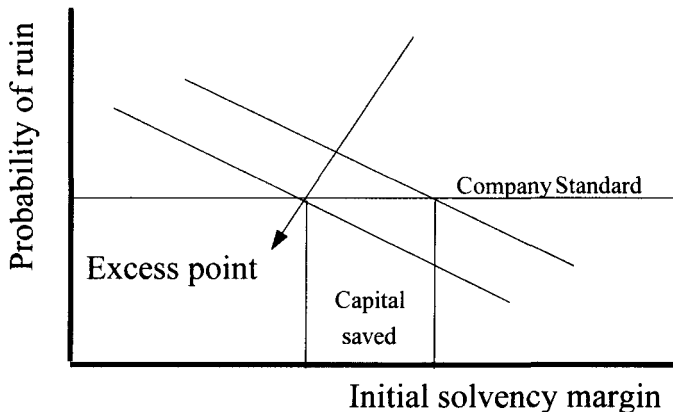 Probability of ruin
Company Standard
Excess point
Capital
saved
Initial solvency margin